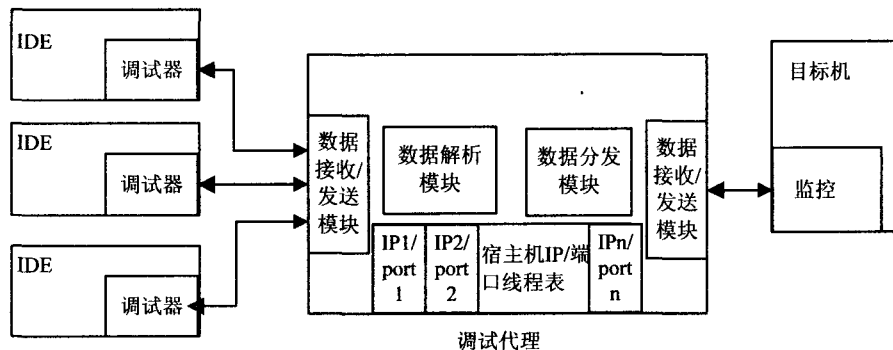 IDE
调试器
IDE
调试器
IDE
调试器
数据
接收/
发送
模块
数据解析
模块
数据分发
模块
数据
接收/
发送
模块
IP1/
port
1
IP2/
port
2
宿主机IP/端
口线程表
IPn/
port
n
目标机
监控
调试代理